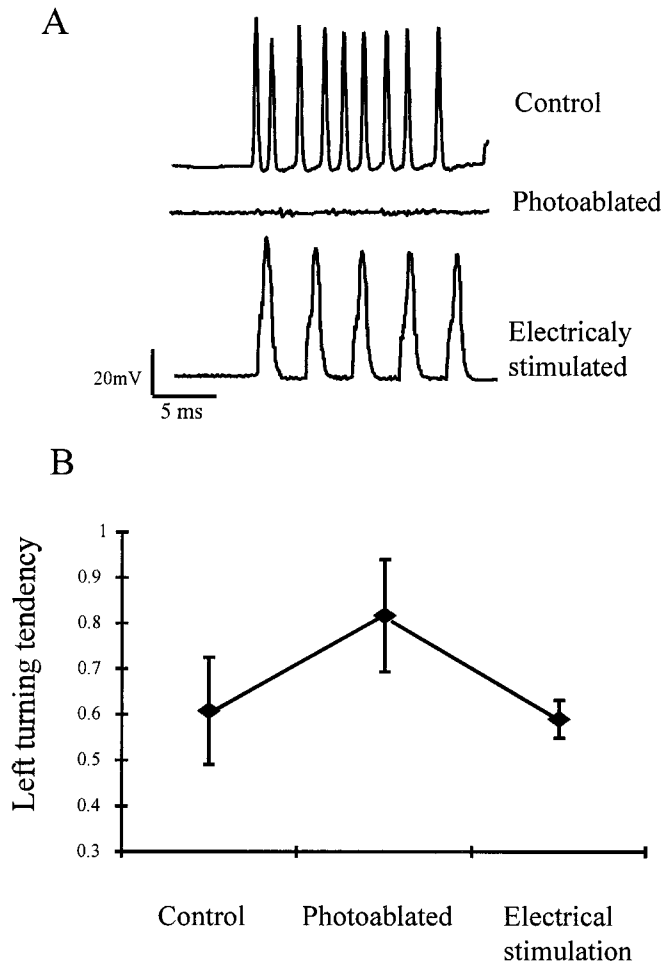 A
Control
Photoablated
Electricaly
stimulated
20mV
5 ms
B
Left turning tendency
1
0.9
0.8
0.7
0.6
0.5
0.4
0.3
Control
Photoablated
Electrical
stimulation